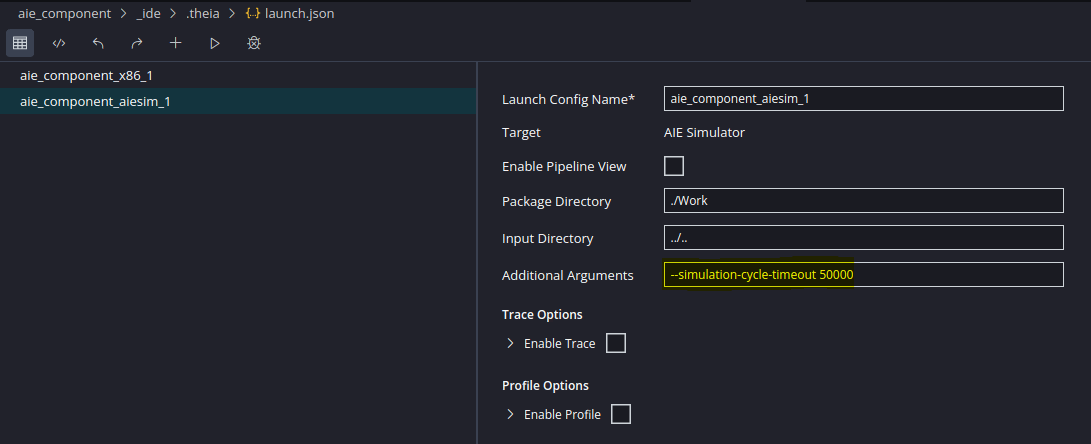 aie_component > _ide > .theia > {..} launch.json
aie_component_x86_1
aie_component_aiesim_1
Launch Config Name* aie_component_aiesim_1
Target AIE Simulator
Enable Pipeline View
Package Directory ./Work
Input Directory ../..
Additional Arguments --simulation-cycle-timeout 50000
Trace Options
> Enable Trace
Profile Options
> Enable Profile